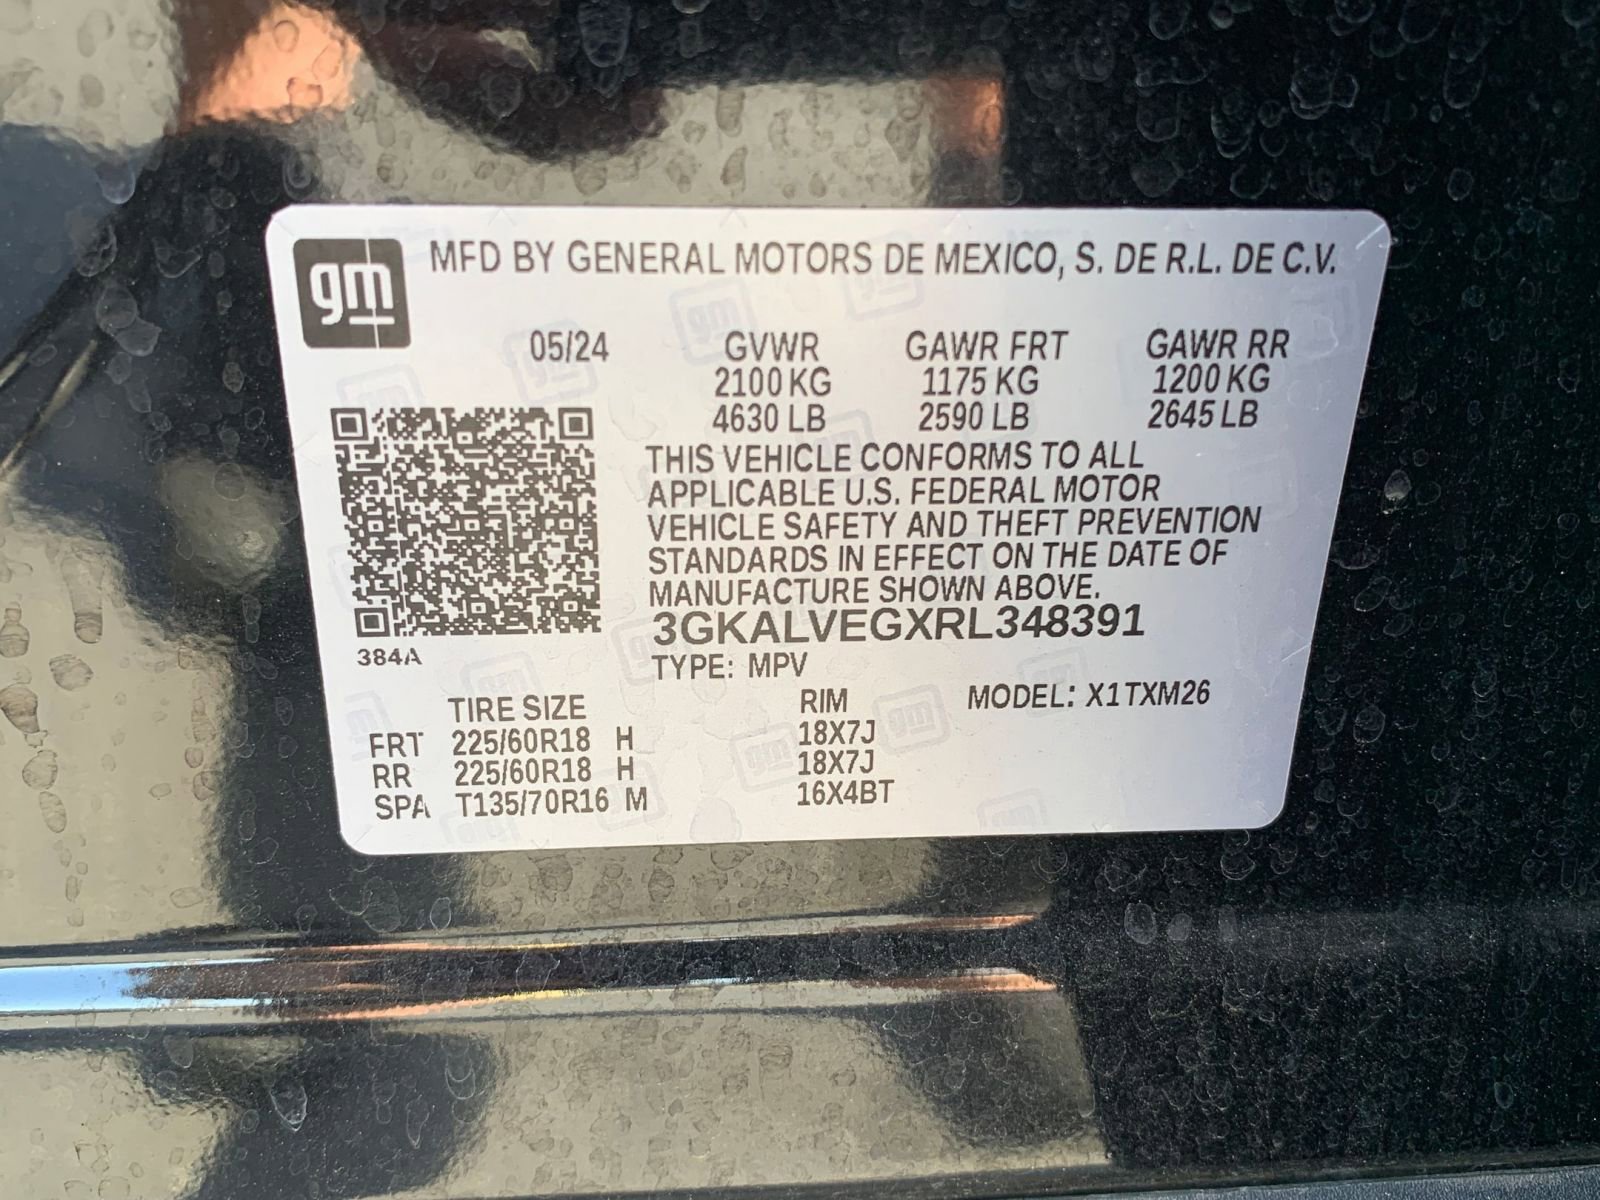 gm MFD BY GENERAL MOTORS DE MEXICO, S. DE R.L. DE C.V.
05/24 GVWR GAWR FRT GAWR RR
2100 KG 1175 KG 1200 KG
4630 LB 2590 LB 2645 LB
THIS VEHICLE CONFORMS TO ALL
APPLICABLE U.S. FEDERAL MOTOR
VEHICLE SAFETY AND THEFT PREVENTION
STANDARDS IN EFFECT ON THE DATE OF
MANUFACTURE SHOWN ABOVE.
3GKALVEGXRL348391
384A
TYPE: MPV
TIRE SIZE RIM MODEL: X1TXM26
FRT 225/60R18 H 18X7J
RR 225/60R18 H 18X7J
SPA T135/70R16 M 16X4BT